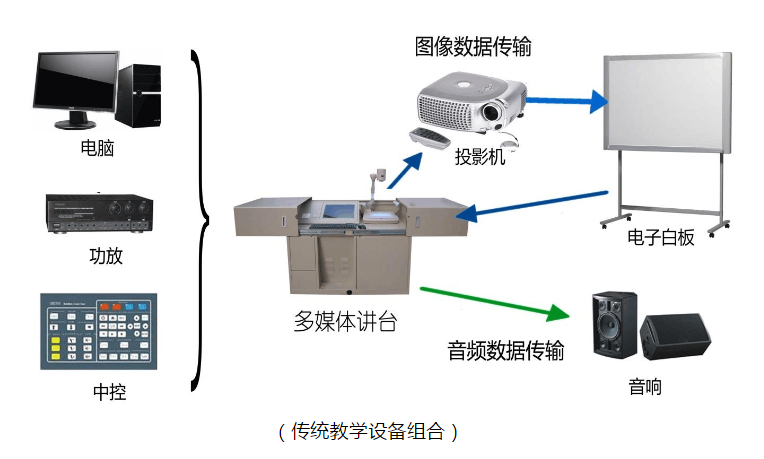 图像数据传输
电脑
投影机
功放
电子白板
多媒体讲台
音频数据传输
中控
音响
（传统教学设备组合）